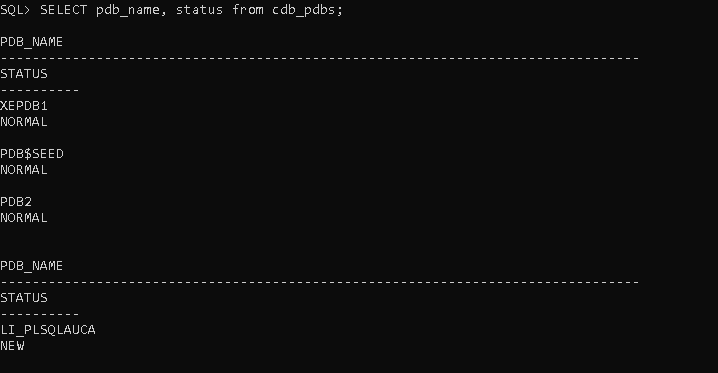 SQL> SELECT pdb_name, status from cdb_pdbs;
PDB_NAME
--------------------------------------------------------------------------------
STATUS
----------
XEPDB1
NORMAL
PDB$SEED
NORMAL
PDB2
NORMAL
PDB_NAME
--------------------------------------------------------------------------------
STATUS
----------
LI_PLSQLAUCA
NEW